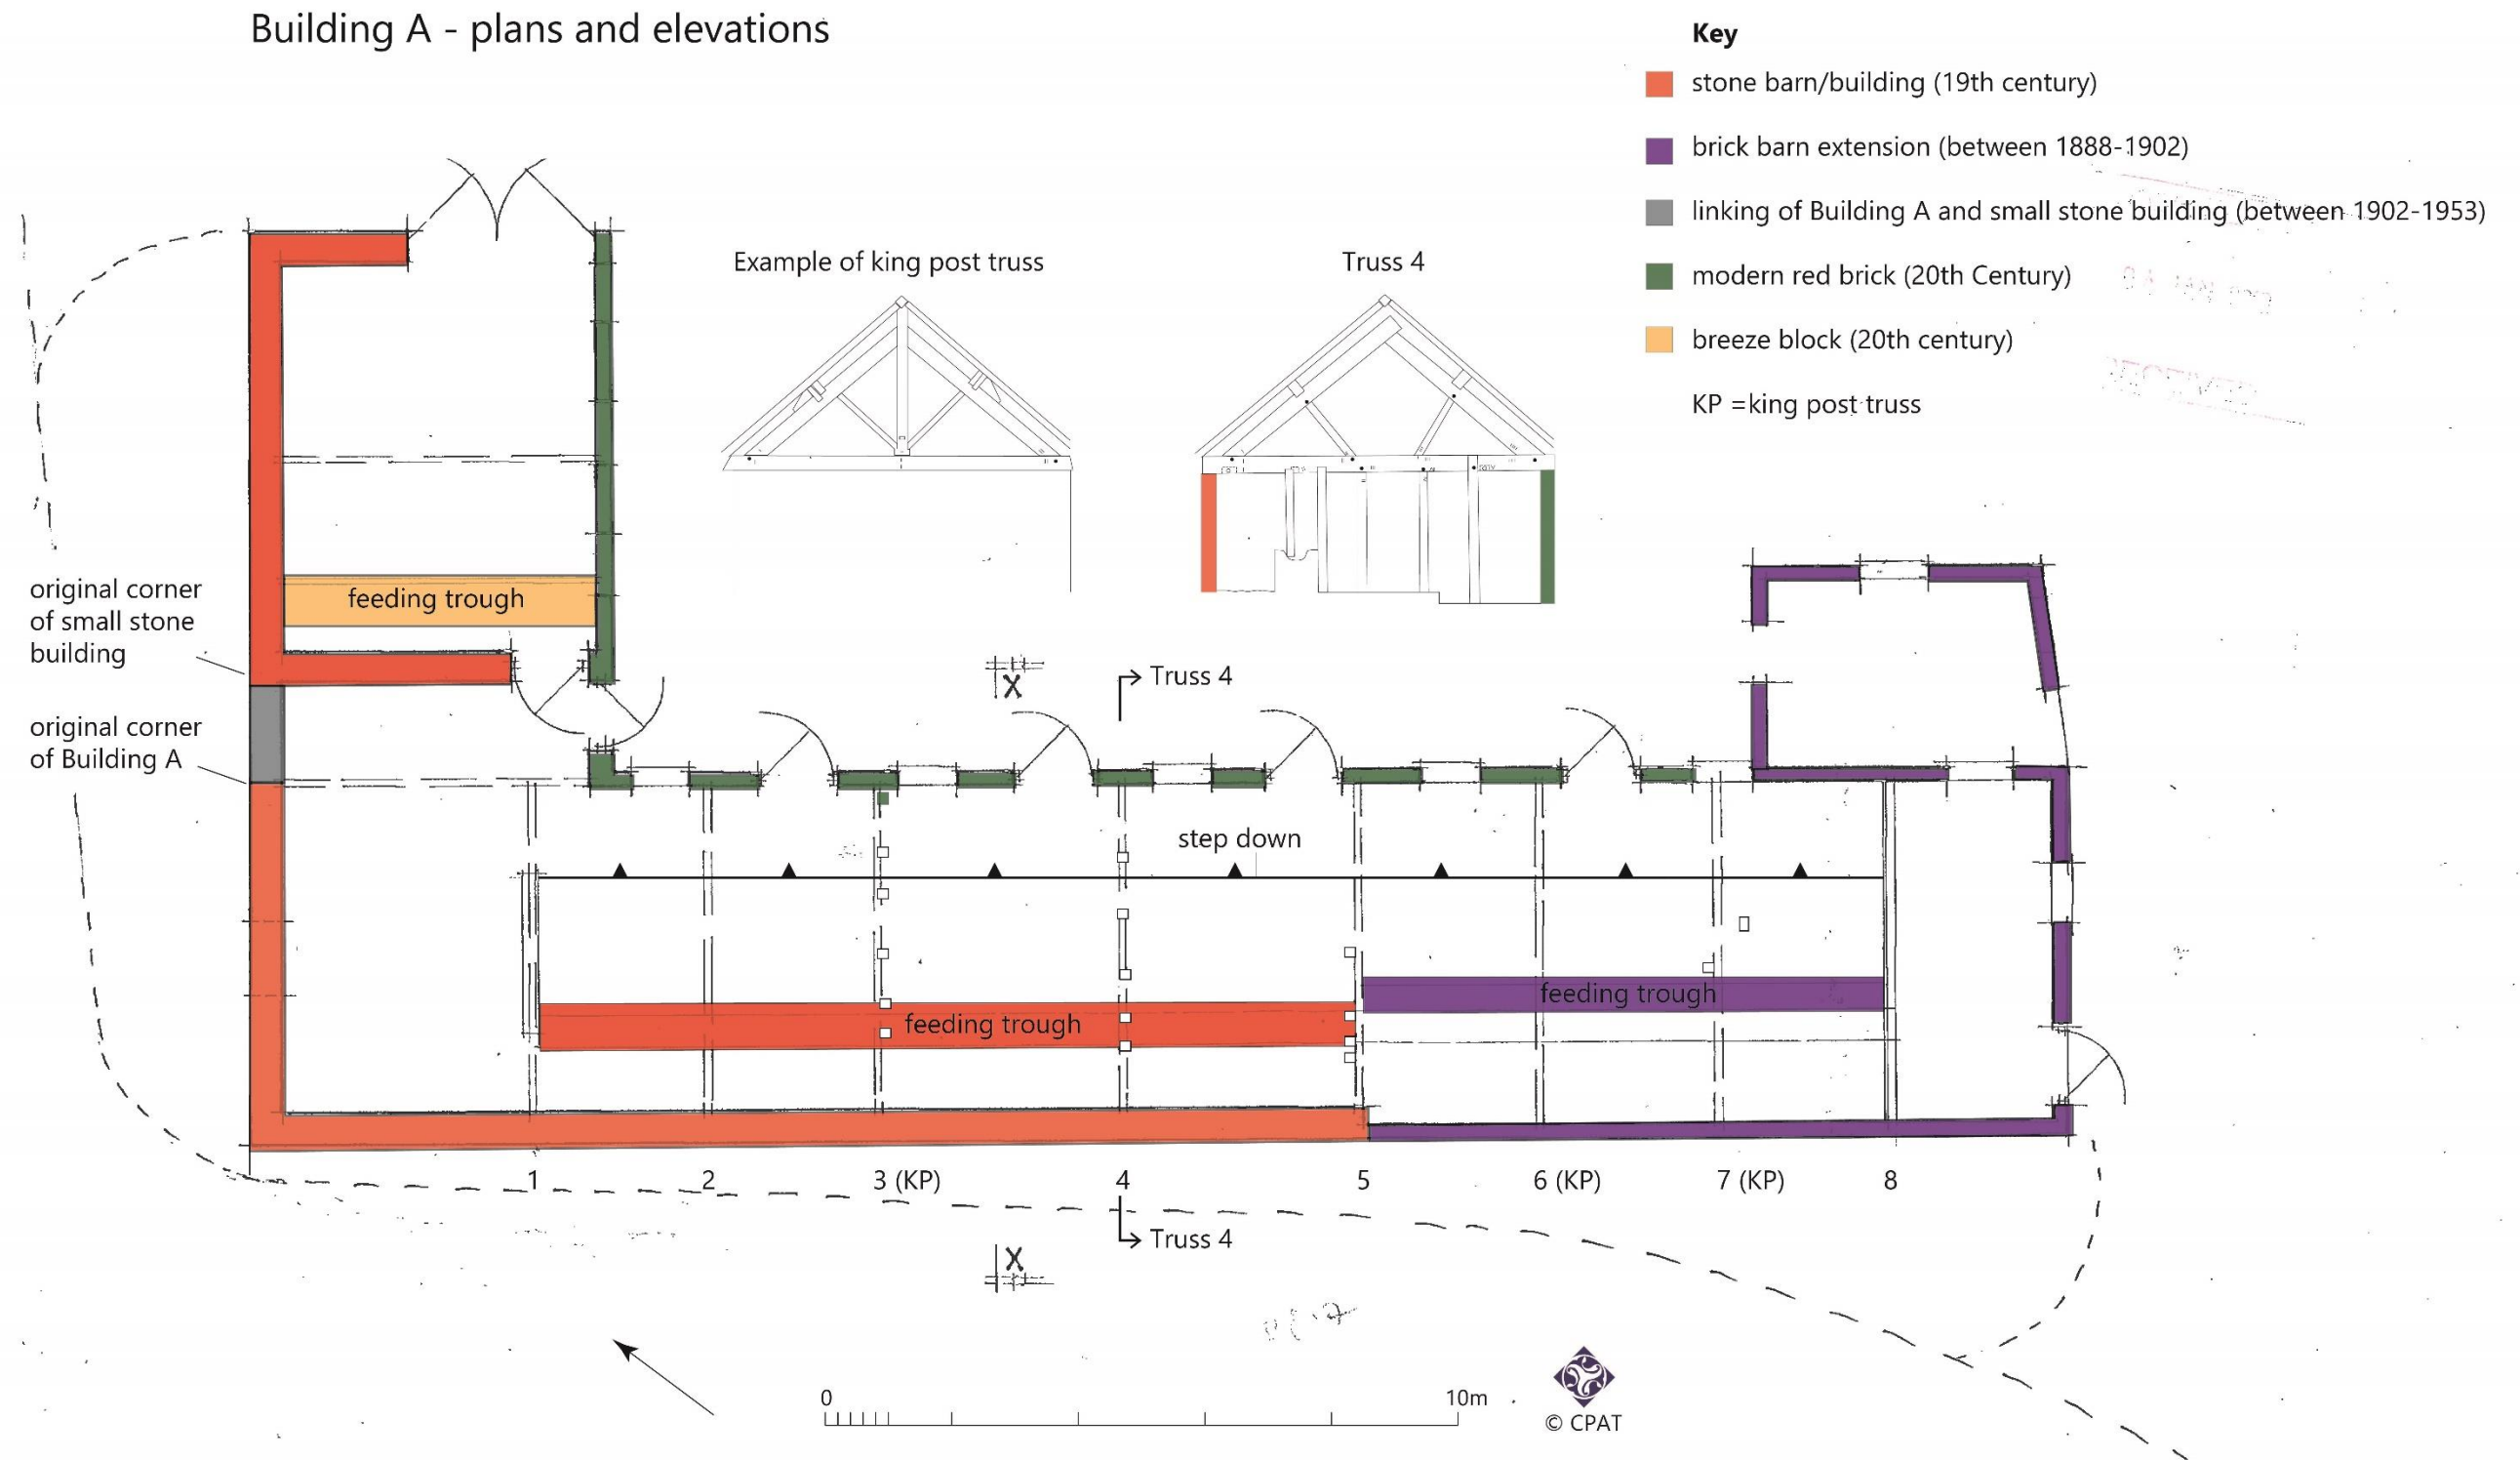 Building A - plans and elevations
Key
stone barn/building (19th century)
brick barn extension (between 1888-1902)
linking of Building A and small stone building (between 1902-1953)
modern red brick (20th Century)
breeze block (20th century)
KP =king post truss
Example of king post truss
Truss 4
feeding trough
original corner
of small stone
building
original corner
of Building A
X
Truss 4
step down
feeding trough
feeding trough
1
2
3 (KP)
4
5
6 (KP)
7 (KP)
8
Truss 4
X
0
10m
© CPAT